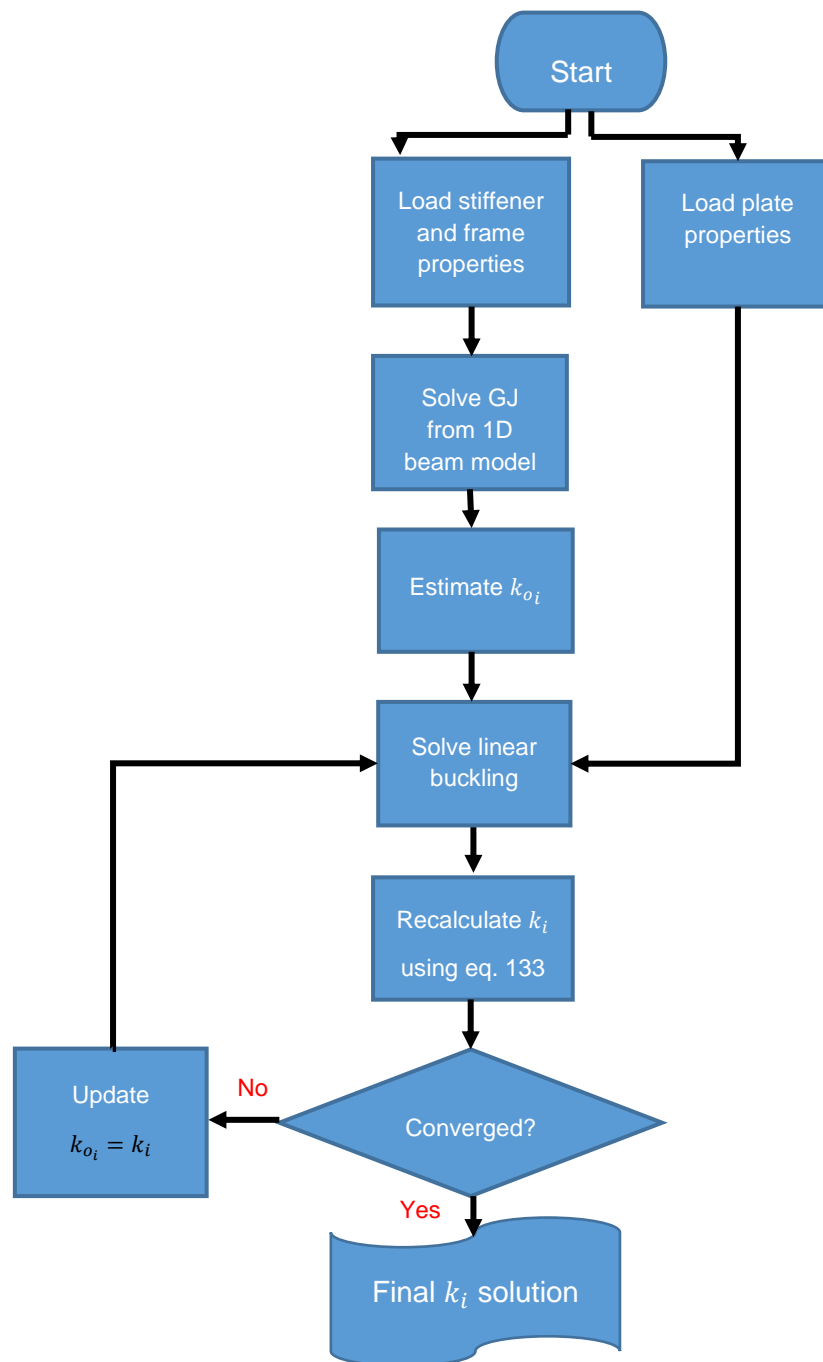 Start
Load stiffener
and frame
properties
Load plate
properties
Solve GJ
from 1D
beam model
Estimate $k_{o_i}$
Solve linear
buckling
Recalculate $k_i$
using eq. 133
Update
$k_{o_i} = k_i$
No
Converged?
Yes
Final $k_i$ solution